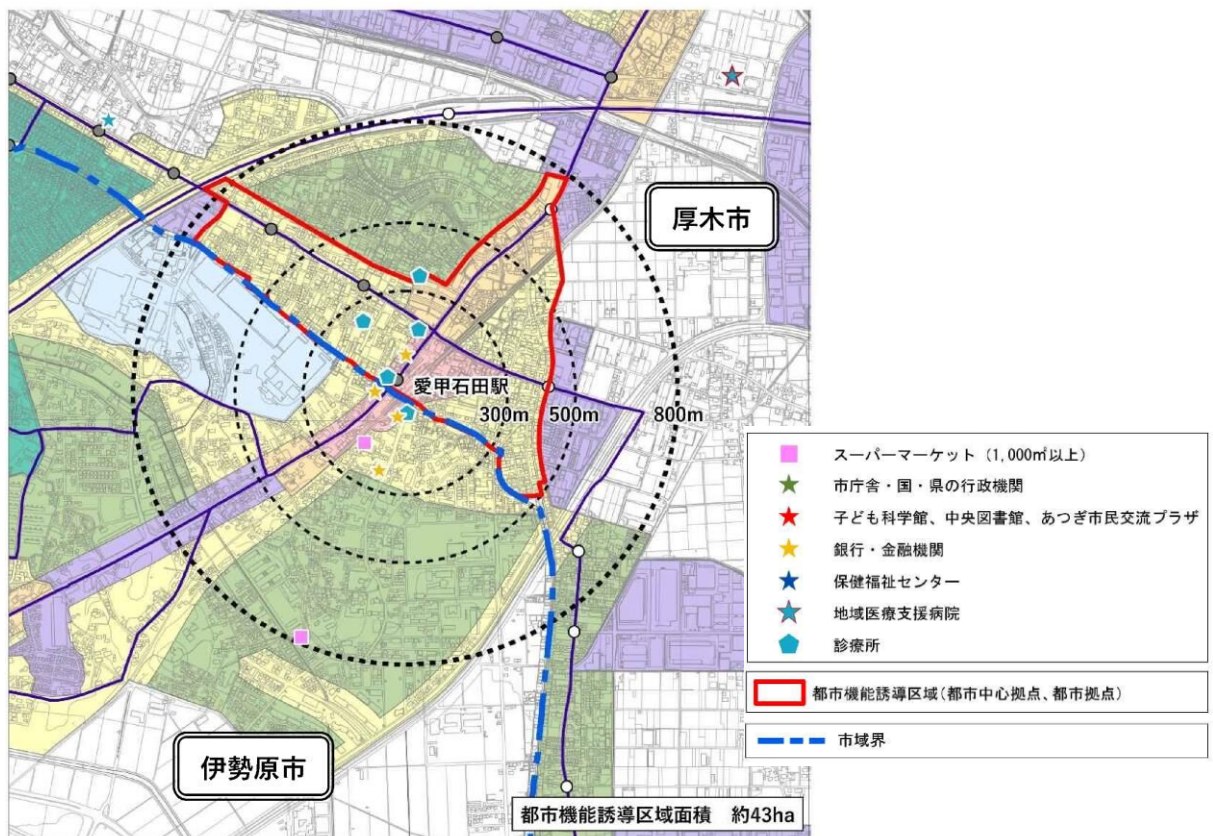 厚木市
愛甲石田駅
300m
500m
800m
スーパーマーケット（1,000㎡以上）
市庁舎・国・県の行政機関
子ども科学館、中央図書館、あつぎ市民交流プラザ
銀行・金融機関
保健福祉センター
地域医療支援病院
診療所
都市機能誘導区域（都市中心拠点、都市拠点）
市域界
伊勢原市
都市機能誘導区域面積　約43ha